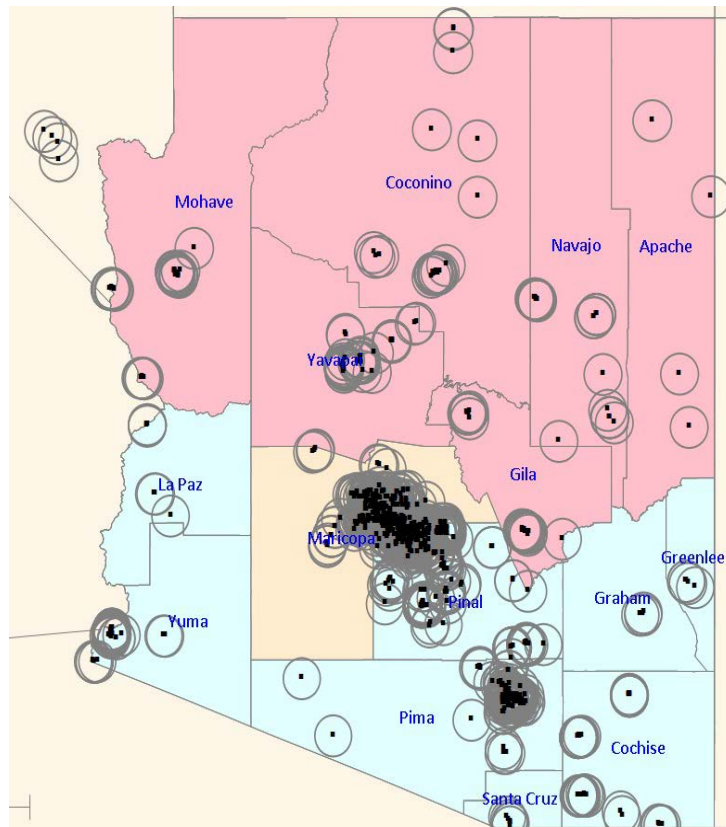 Coconino
Mohave
Navajo
Apache
Yavapai
Gila
La Paz
Maricopa
Greenlee
Graham
Pinal
Yuma
Pima
Cochise
Santa Cruz